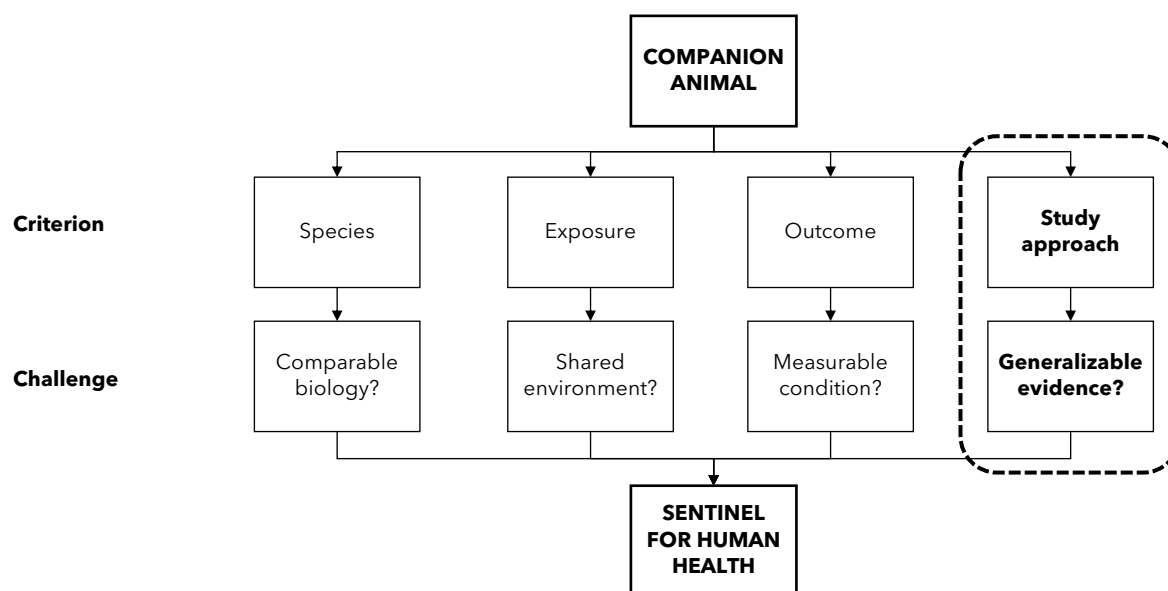 COMPANION
ANIMAL
Criterion
Species
Exposure
Outcome
Study
approach
Challenge
Comparable
biology?
Shared
environment?
Measurable
condition?
Generalizable
evidence?
SENTINEL
FOR HUMAN
HEALTH